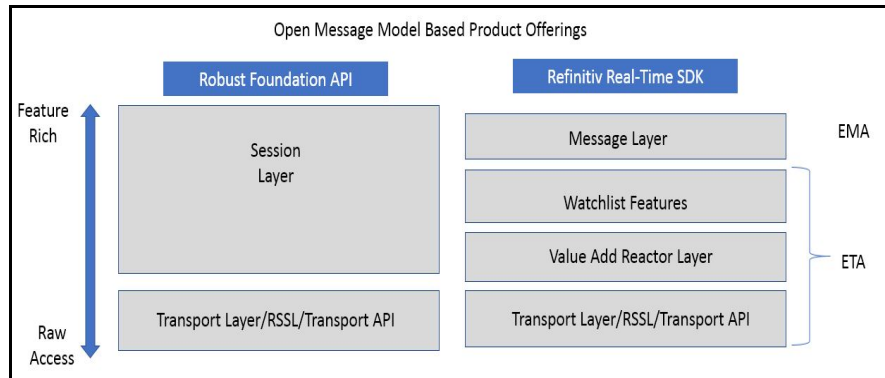 Open Message Model Based Product Offerings
Robust Foundation API
Refinitiv Real-Time SDK
Feature
Rich
Session
Layer
Message Layer
EMA
Watchlist Features
Value Add Reactor Layer
ETA
Transport Layer/RSSL/Transport API
Transport Layer/RSSL/Transport API
Raw
Access